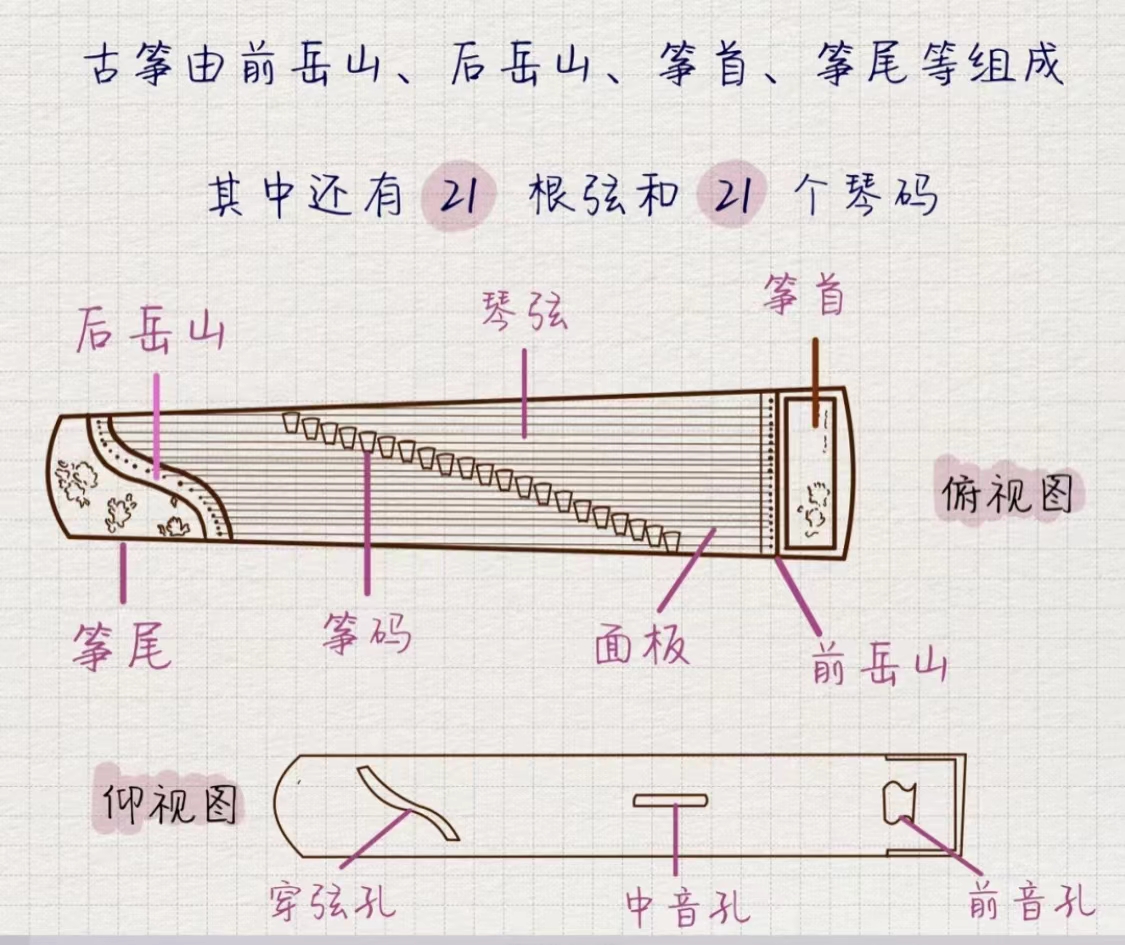 古筝由前岳山、后岳山、筝首、筝尾等组成
其中还有 21 根弦和 21 个琴码
筝首
琴弦
后岳山
俯视图
筝尾
筝码
面板
前岳山
仰视图
穿弦孔
中音孔
前音孔